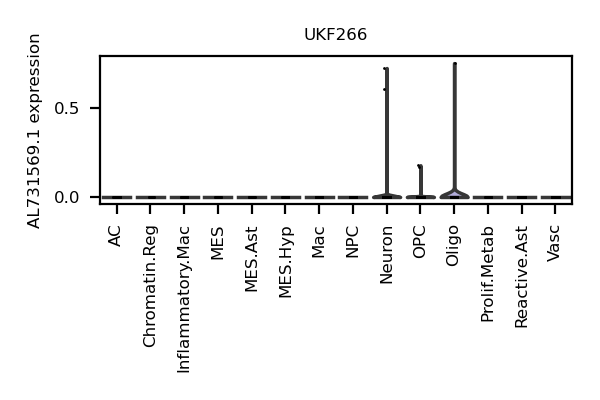 UKF266
AL731569.1 expression
0.5
0.0
AC
Chromatin.Reg
Inflammatory.Mac
MES
MES.Ast
MES.Hyp
Mac
NPC
Neuron
OPC
Oligo
Prolif.Metab
Reactive.Ast
Vasc